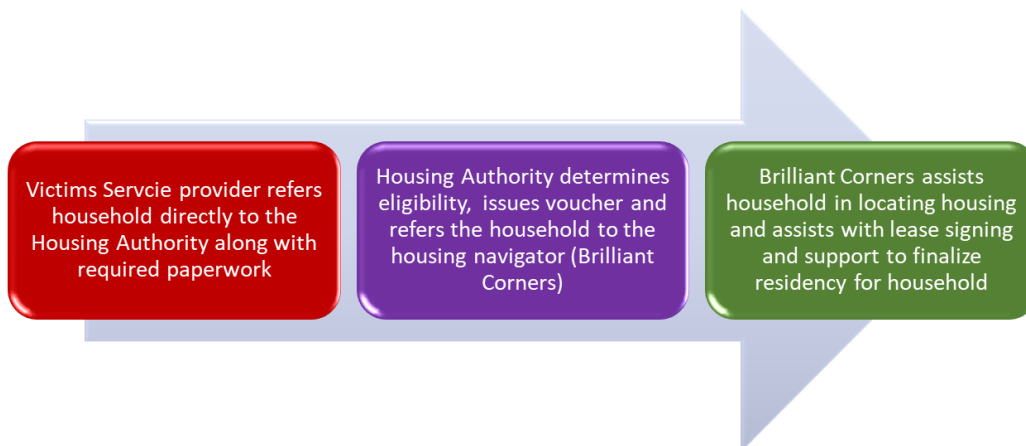 Victims Servcie provider refers
household directly to the
Housing Authority along with
required paperwork
Housing Authority determines
eligibility, issues voucher and
refers the household to the
housing navigator (Brilliant
Corners)
Brilliant Corners assists
household in locating housing
and assists with lease signing
and support to finalize
residency for household